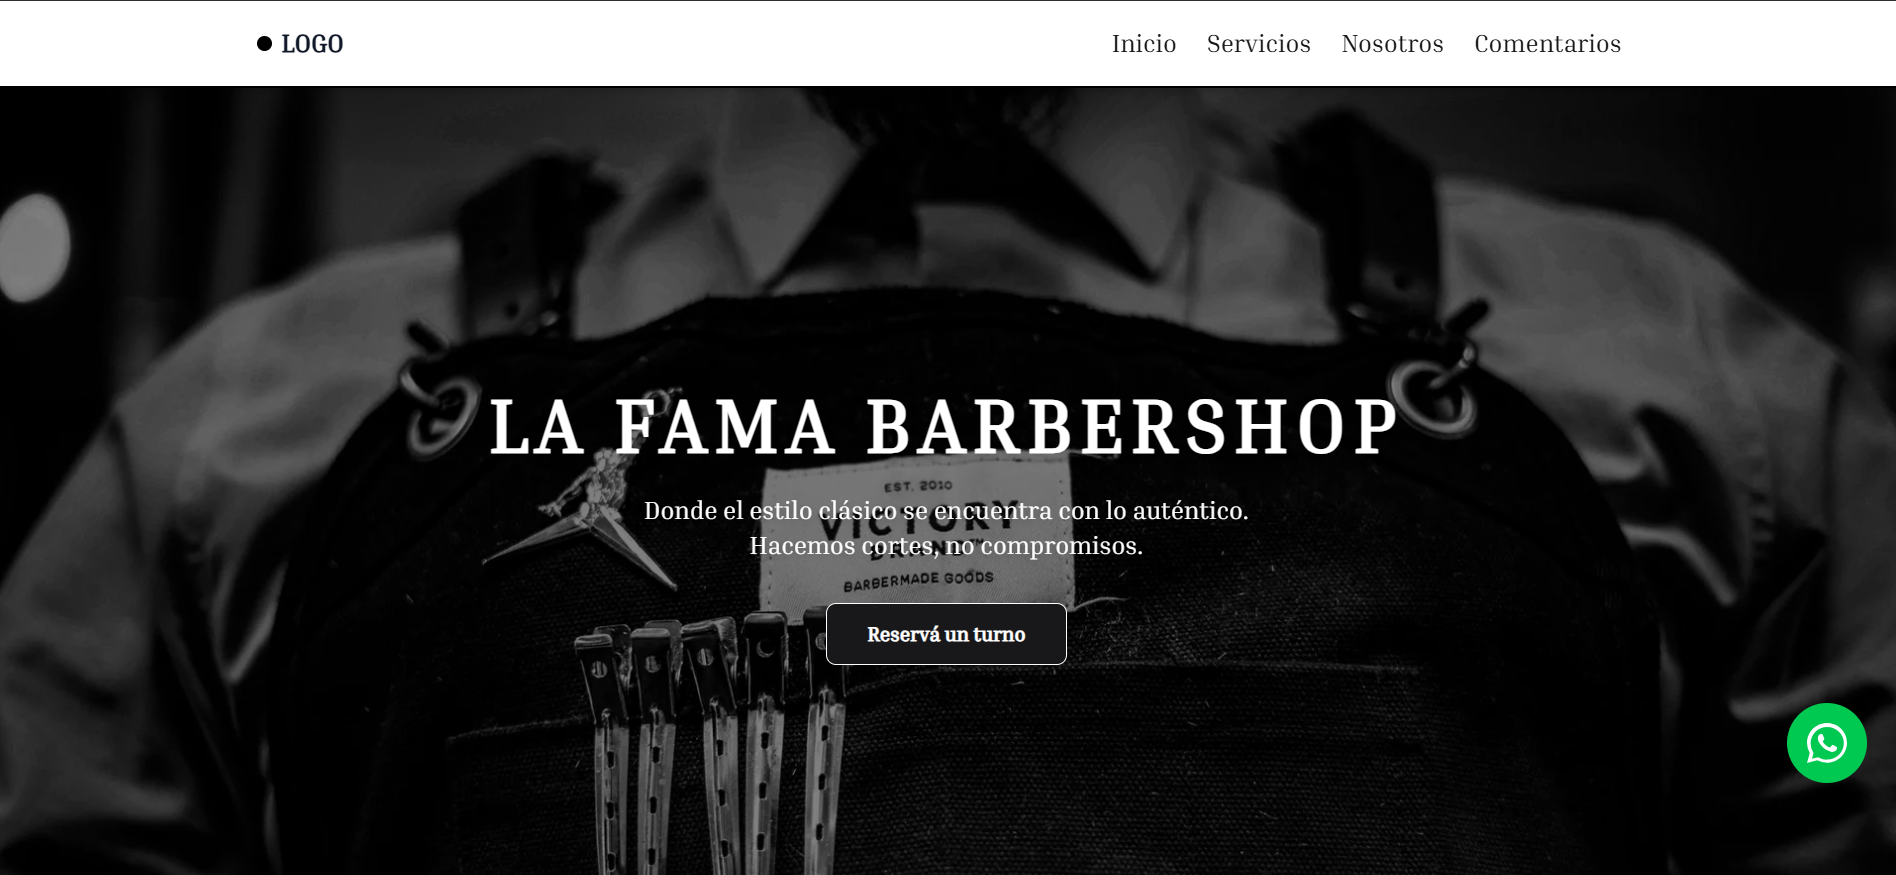 LOGO
Inicio Servicios Nosotros Comentarios
LA FAMA BARBERSHOP
EST. 2010
Donde el estilo clásico se encuentra con lo auténtico.
VICTORY
Hacemos cortes, no compromisos.
BARBERMADE GOODS
Reservá un turno